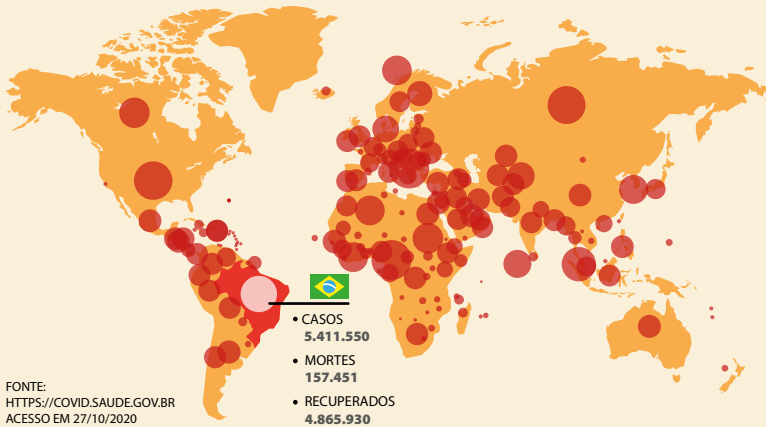 • CASOS
5.411.550
• MORTES
157.451
• RECUPERADOS
4.865.930
FONTE:
HTTPS://COVID.SAUDE.GOV.BR
ACESSO EM 27/10/2020